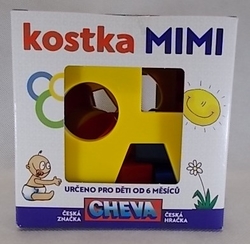 kostka MIMI
URČENO PRO DĚTI OD 6 MĚSÍCŮ
ČESKÁ ZNAČKA CHEVA ČESKÁ HRAČKA